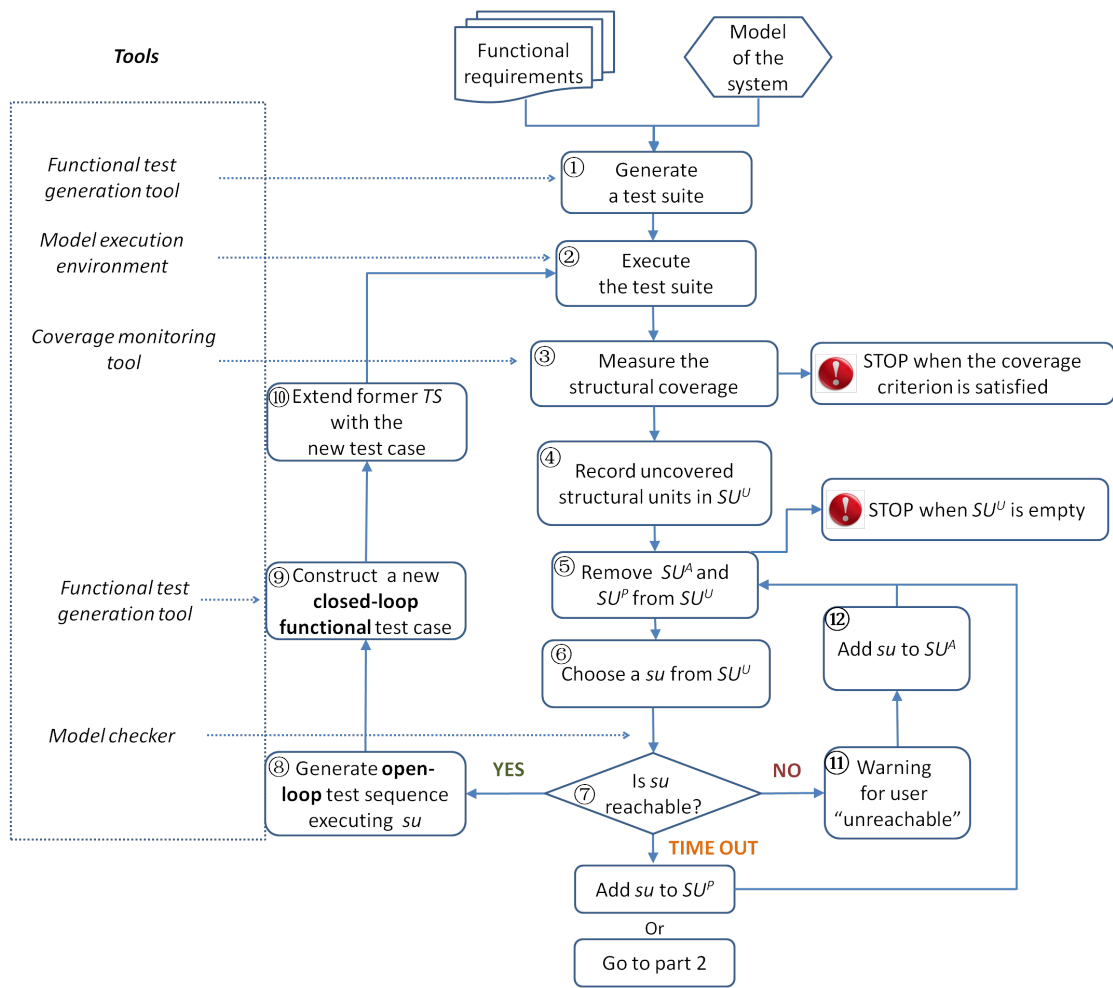 Tools
Functional
requirements
Model
of the
system
Functional test
generation tool
① Generate
a test suite
Model execution
environment
② Execute
the test suite
Coverage monitoring
tool
③ Measure the
structural coverage
! STOP when the coverage
criterion is satisfied
⑩ Extend former TS
with the
new test case
④ Record uncovered
structural units in SU^U
! STOP when SU^U is empty
⑤ Remove SU^A and
SU^P from SU^U
Functional test
generation tool
⑨ Construct a new
closed-loop
functional test case
⑥ Choose a su from SU^U
⑫ Add su to SU^A
Model checker
⑦ Is su
reachable?
YES
NO
TIME OUT
⑧ Generate open-
loop test sequence
executing su
⑪ Warning
for user
“unreachable”
Add su to SU^P
Or
Go to part 2